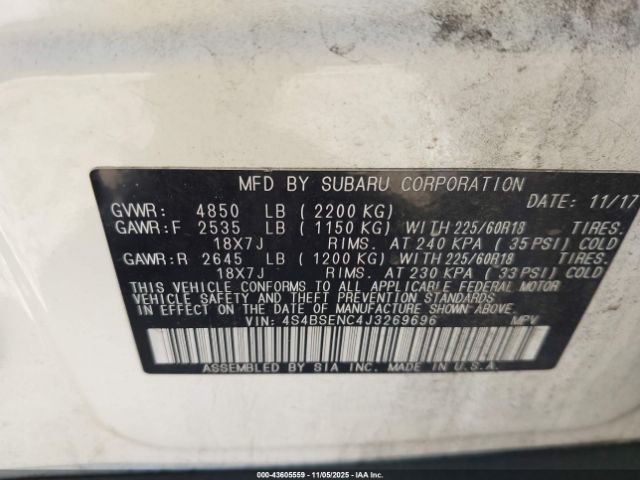 MFD BY SUBARU CORPORATION
DATE: 11/17
GVWR: 4850 LB (2200 KG)
GAWR:F 2535 LB (1150 KG) WITH 225/60R18 TIRES.
18X7J RIMS. AT 240 KPA (35 PSI) COLD
GAWR:R 2645 LB (1200 KG) WITH 225/60R18 TIRES.
18X7J RIMS. AT 230 KPA (33 PSI) COLD
THIS VEHICLE CONFORMS TO ALL APPLICABLE FEDERAL MOTOR
VEHICLE SAFETY AND THEFT PREVENTION STANDARDS
IN EFFECT ON THE DATE OF MANUFACTURE SHOWN ABOVE.
VIN: 4S4BSENC4J3269696 MPV
ASSEMBLED BY SIA INC. MADE IN U.S.A.
000-43605559 - 11/05/2025 - IAAI